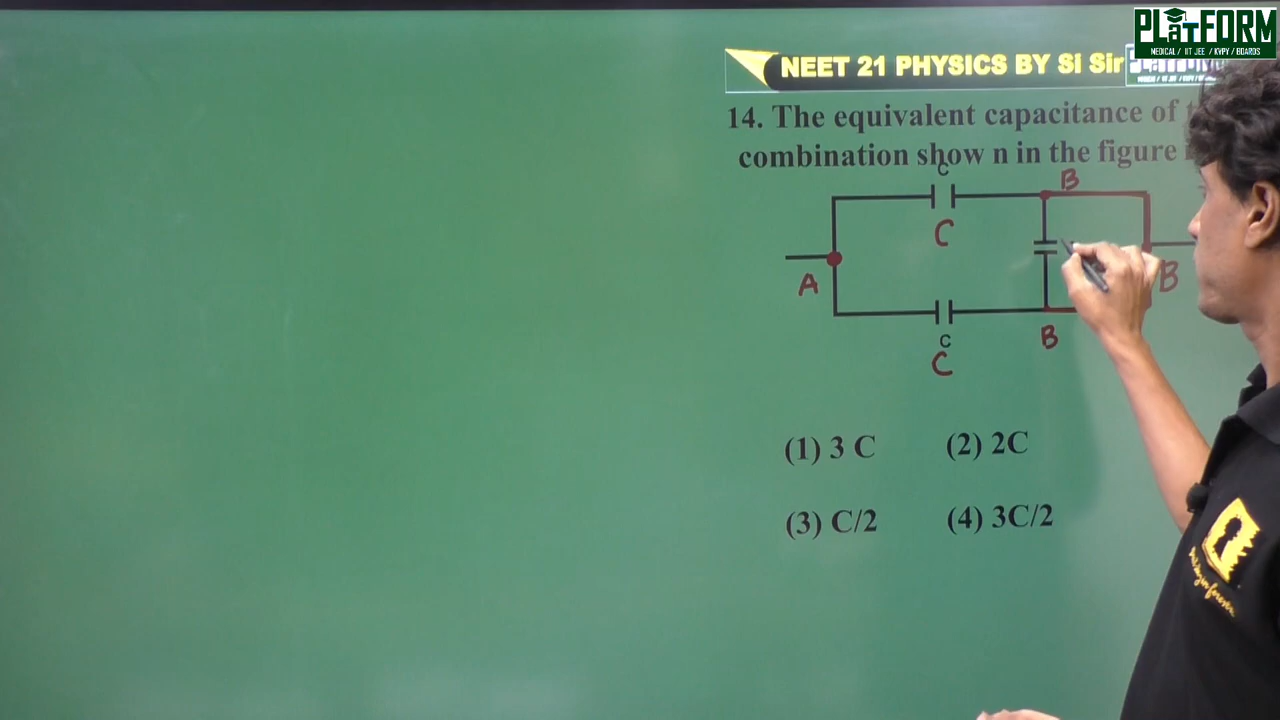 PLaTFORM
MEDICAL / IIT JEE / KVPY / BOARDS
NEET 21 PHYSICS BY Si Sir
14. The equivalent capacitance of
combination show n in the figure
C
B
C
A
B
C
B
C
(1) 3 C (2) 2C
(3) C/2 (4) 3C/2